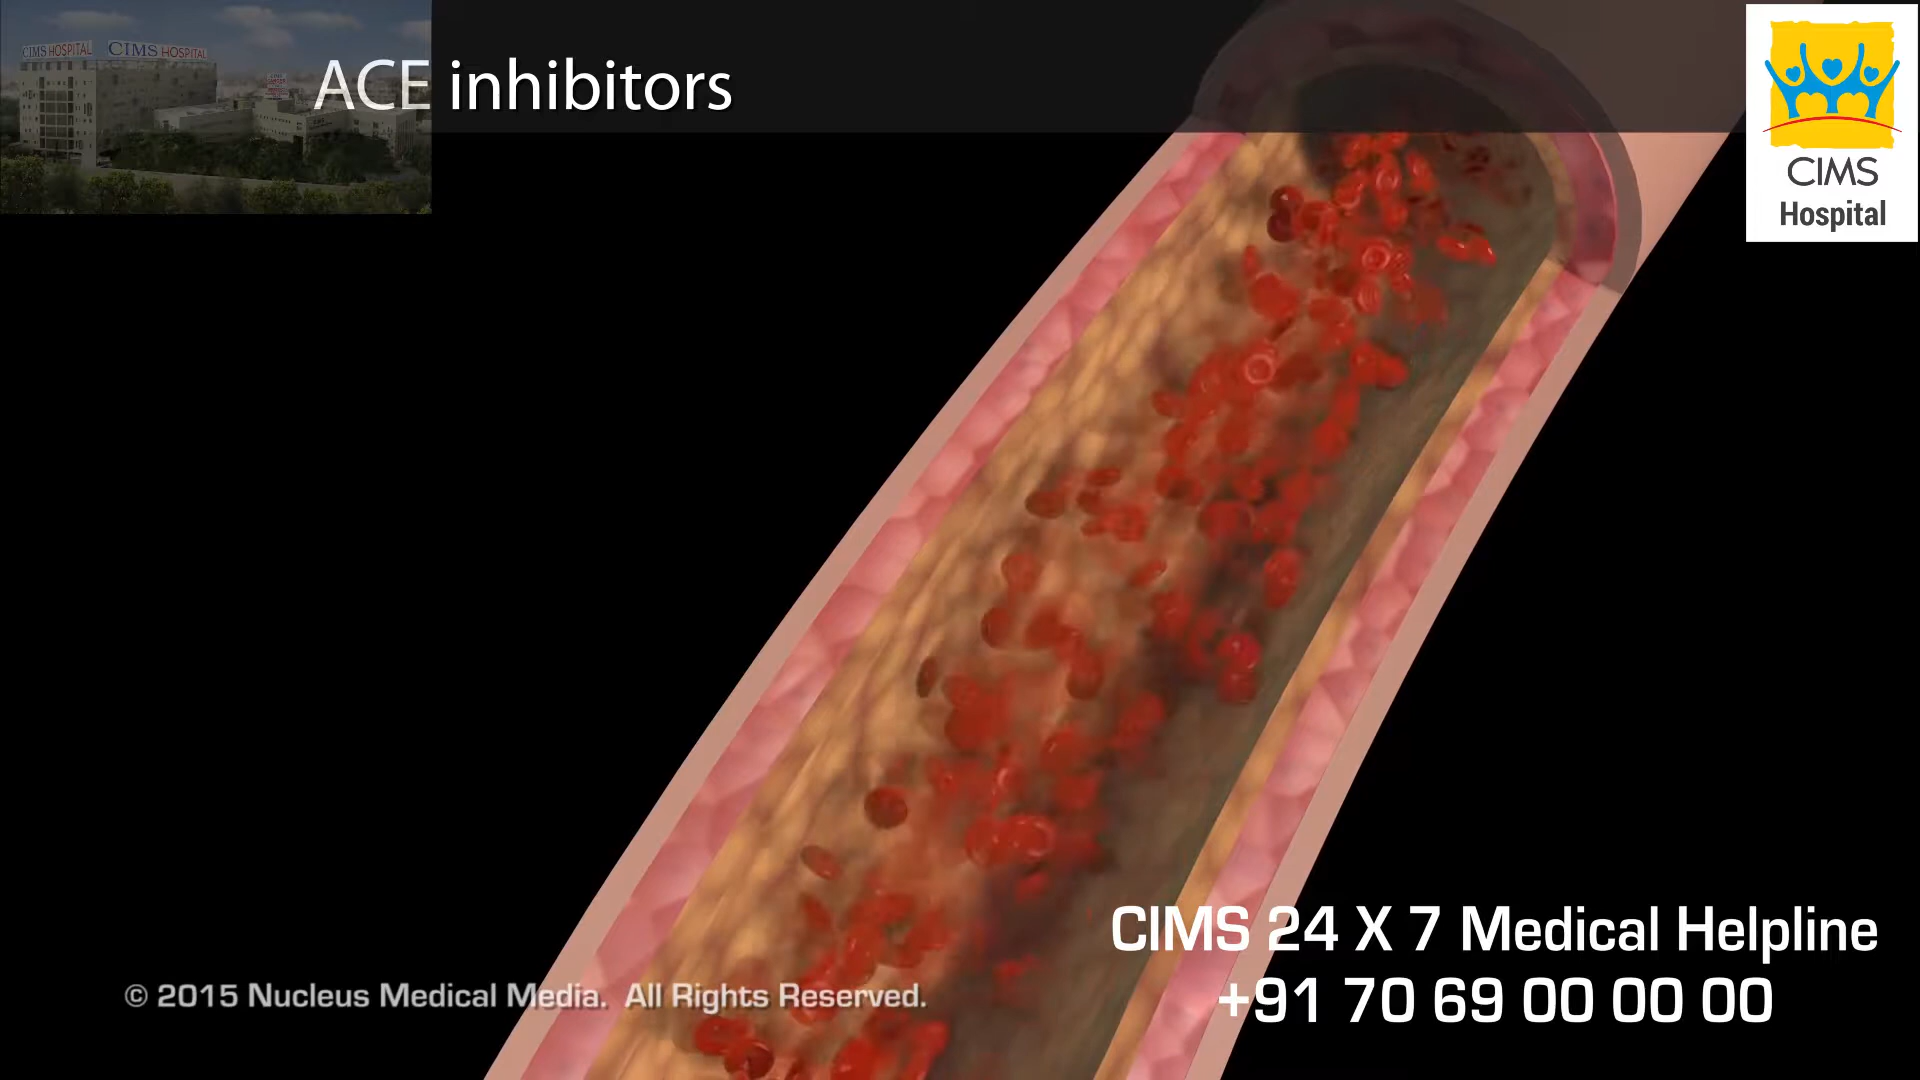 CIMS HOSPITAL CIMS HOSPITAL
ACE inhibitors
CIMS
Hospital
CIMS 24 X 7 Medical Helpline
+91 70 69 00 00 00
© 2015 Nucleus Medical Media. All Rights Reserved.